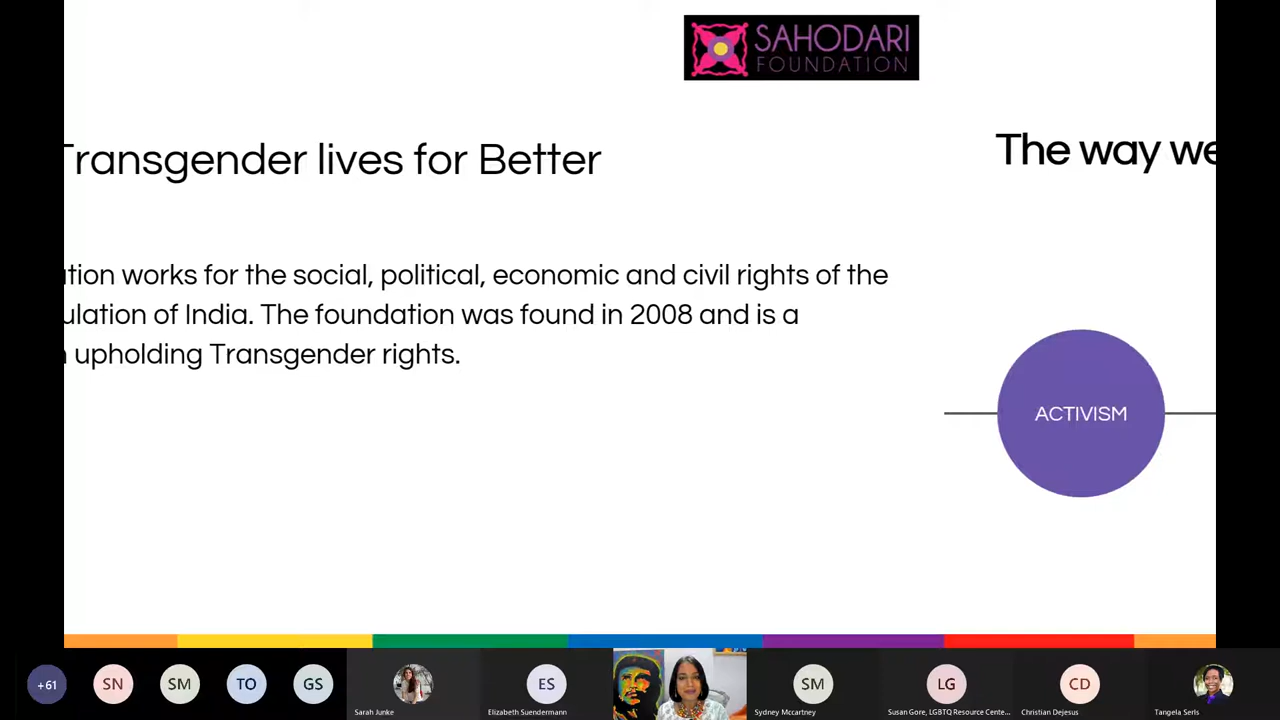 SAHODARI
FOUNDATION
Transgender lives for Better
The way we
ation works for the social, political, economic and civil rights of the
ulation of India. The foundation was found in 2008 and is a
upholding Transgender rights.
ACTIVISM
+61
SN
SM
TO
GS
Sarah Junke
ES
Elizabeth Suendermann
SM
Sydney Mccartney
LG
Susan Gore, LGBTQ Resource Cente...
CD
Christian Dejesus
Tangela Serls